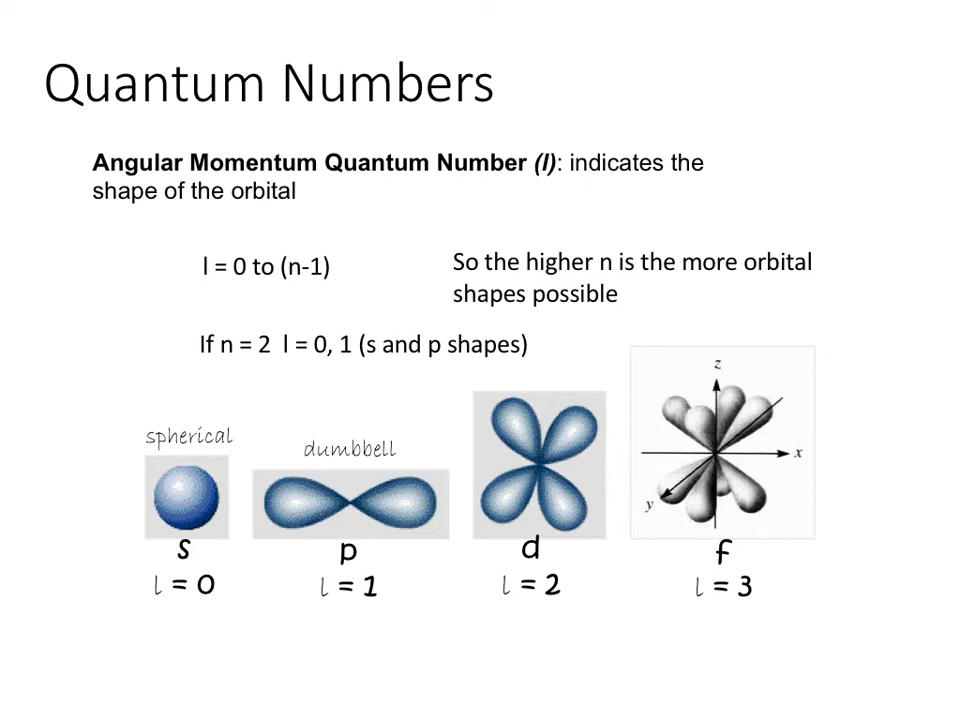 Quantum Numbers
Angular Momentum Quantum Number (l): indicates the
shape of the orbital
l = 0 to (n-1)
So the higher n is the more orbital
shapes possible
If n = 2 l = 0, 1 (s and p shapes)
spherical
dumbbell
z
x
y
s
p
d
f
l = 0
l = 1
l = 2
l = 3